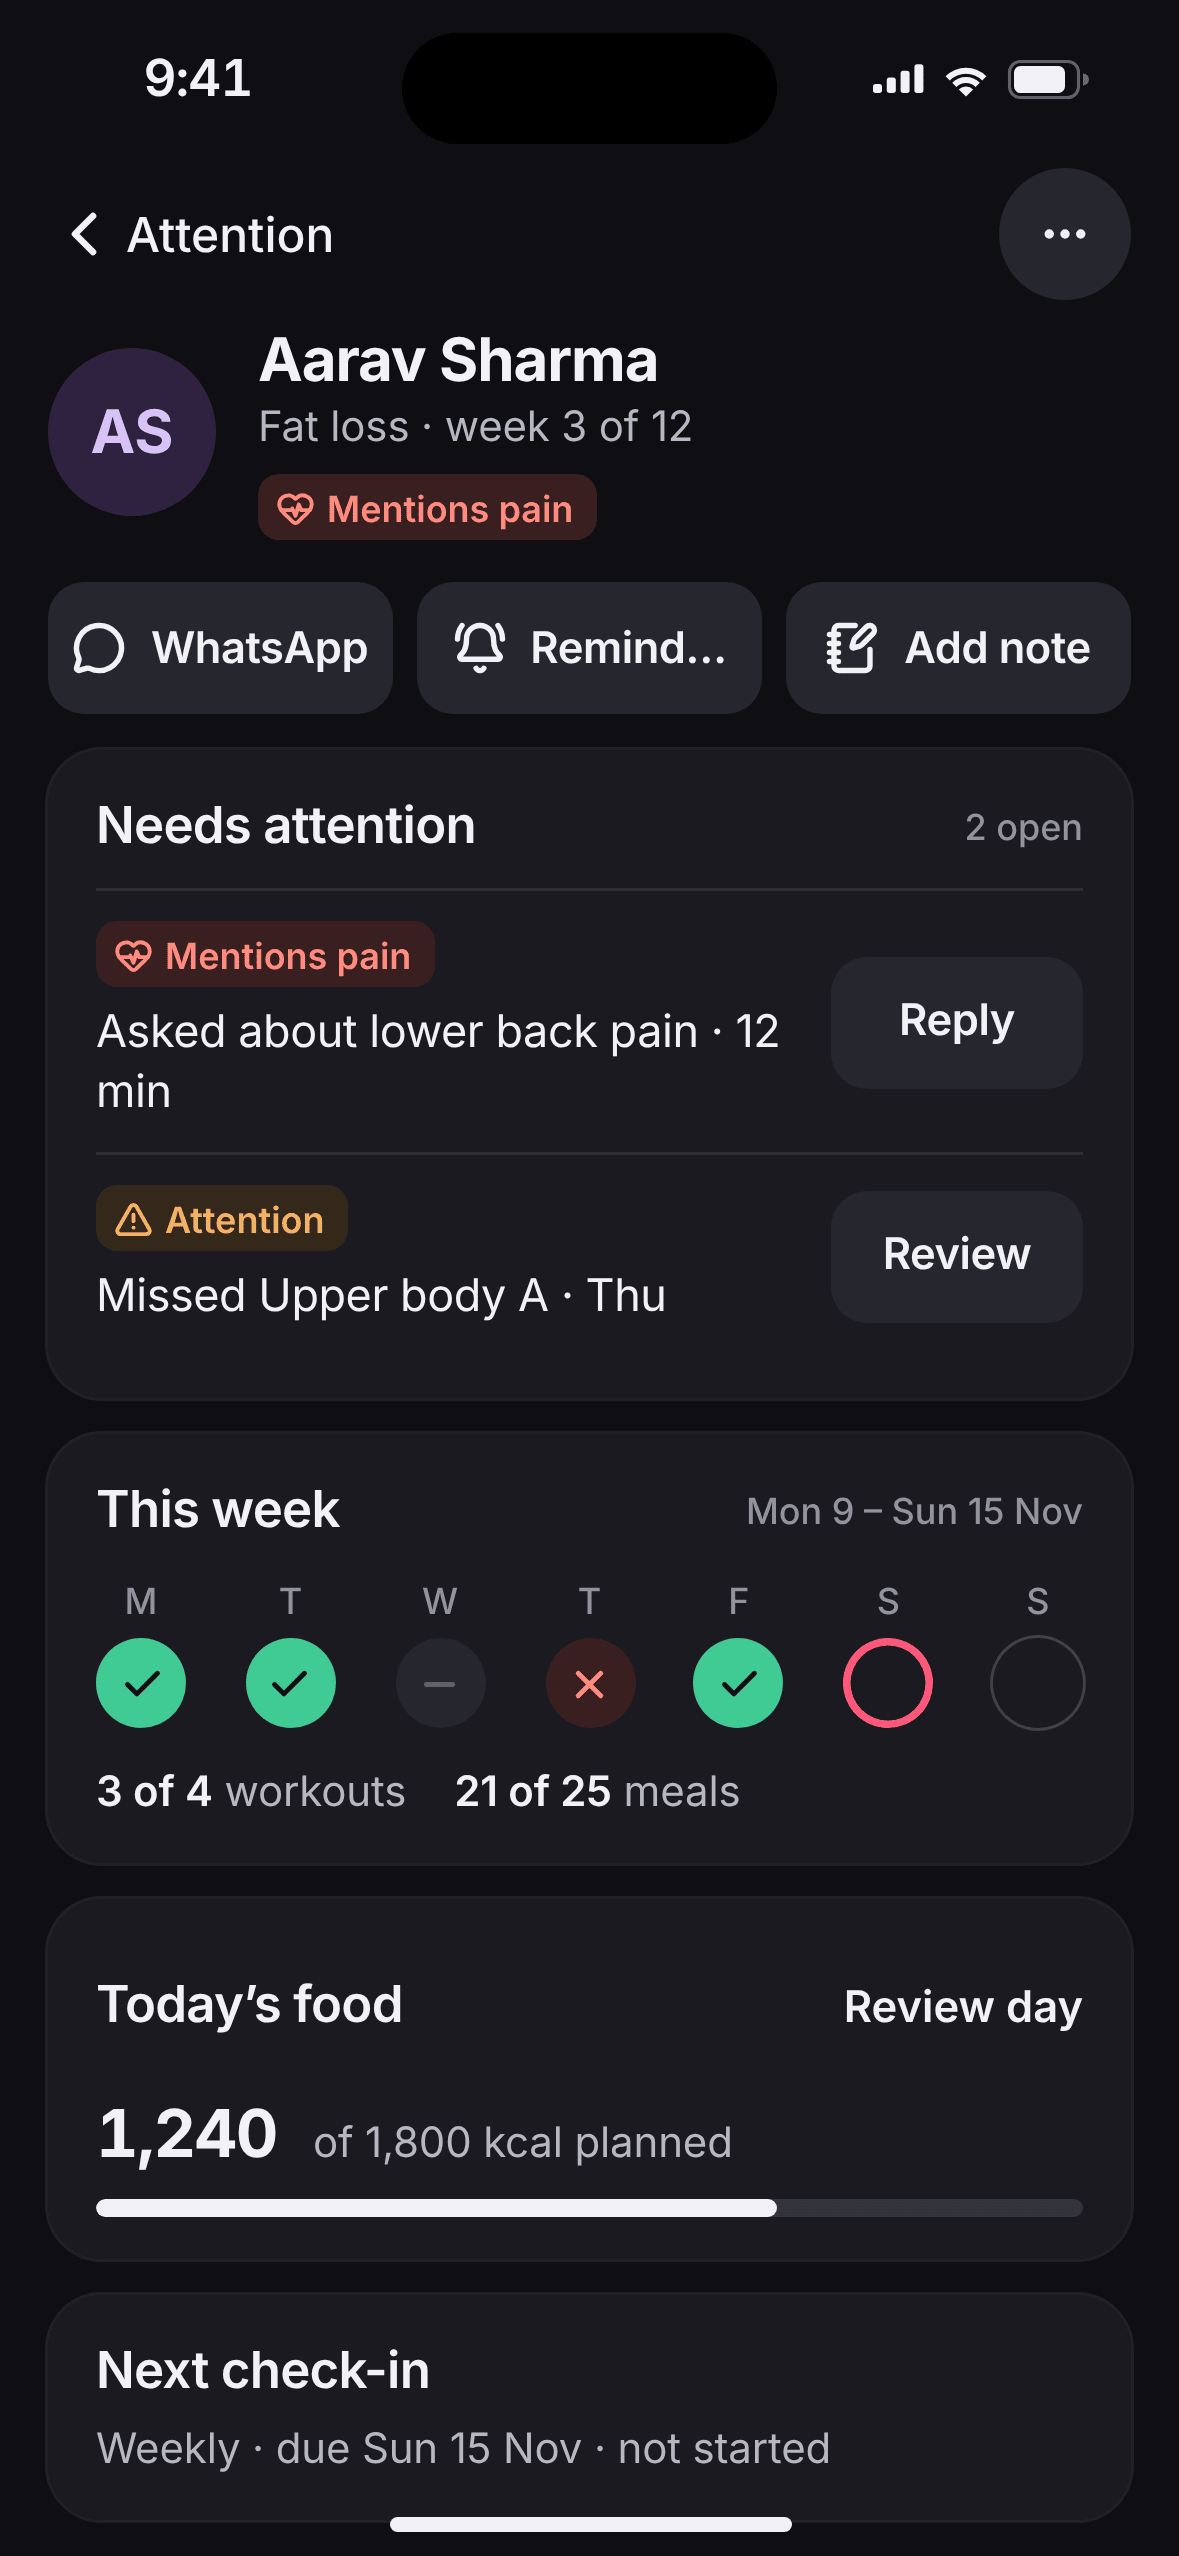 9:41
Attention
AS
Aarav Sharma
Fat loss · week 3 of 12
Mentions pain
WhatsApp
Remind...
Add note
Needs attention
2 open
Mentions pain
Asked about lower back pain · 12
min
Reply
Attention
Missed Upper body A · Thu
Review
This week
Mon 9 – Sun 15 Nov
M T W T F S S
3 of 4 workouts 21 of 25 meals
Today’s food
Review day
1,240 of 1,800 kcal planned
Next check-in
Weekly · due Sun 15 Nov · not started